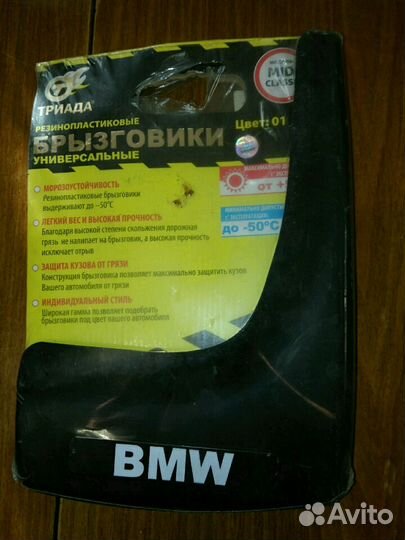 ТРИАДА
MID
CLASS
РЕЗИНОПЛАСТИКОВЫЕ
БРЫЗГОВИКИ
Цвет: 01
УНИВЕРСАЛЬНЫЕ
МОРОЗОУСТОЙЧИВОСТЬ
Резинопластиковые брызговики
выдерживают до -50°С
от +
до -50°С
ЛЕГКИЙ ВЕС И ВЫСОКАЯ ПРОЧНОСТЬ
Благодаря высокой степени скольжения дорожная
грязь не налипает на брызговик, а высокая прочность
исключает отрыв
ЗАЩИТА КУЗОВА ОТ ГРЯЗИ
Конструкция брызговика позволяет максимально защитить кузов
Вашего автомобиля от грязи
ИНДИВИДУАЛЬНЫЙ СТИЛЬ
Широкая гамма позволяет подобрать
брызговики под цвет вашего автомобиля
BMW
Avito